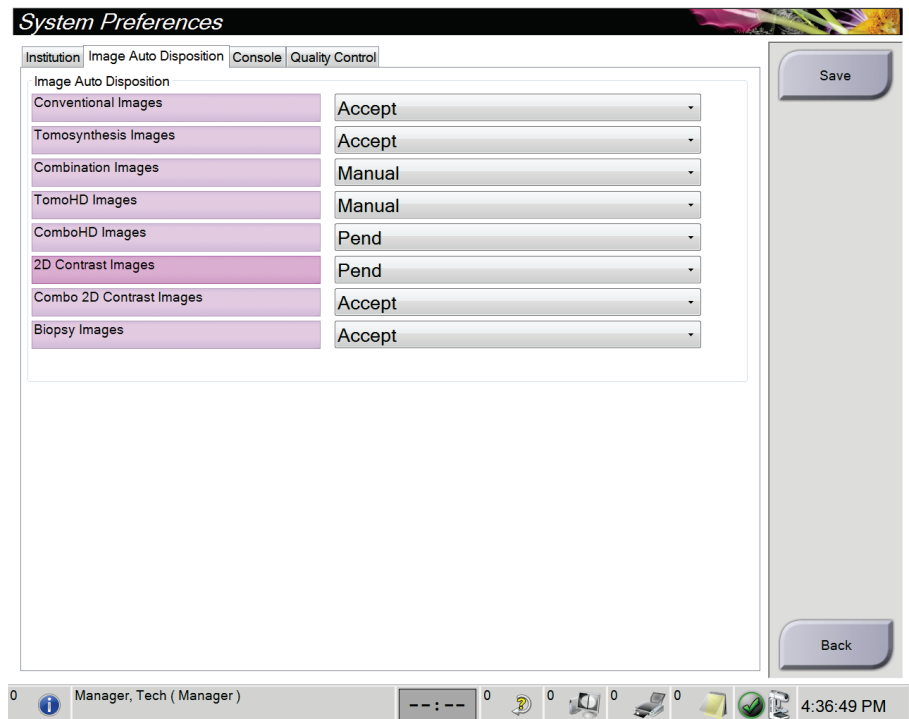 System Preferences
Institution Image Auto Disposition Console Quality Control
Save
Image Auto Disposition
Conventional Images Accept
Tomosynthesis Images Accept
Combination Images Manual
TomoHD Images Manual
ComboHD Images Pend
2D Contrast Images Pend
Combo 2D Contrast Images Accept
Biopsy Images Accept
Back
0 Manager, Tech ( Manager ) --:-- 0 0 0 0 4:36:49 PM